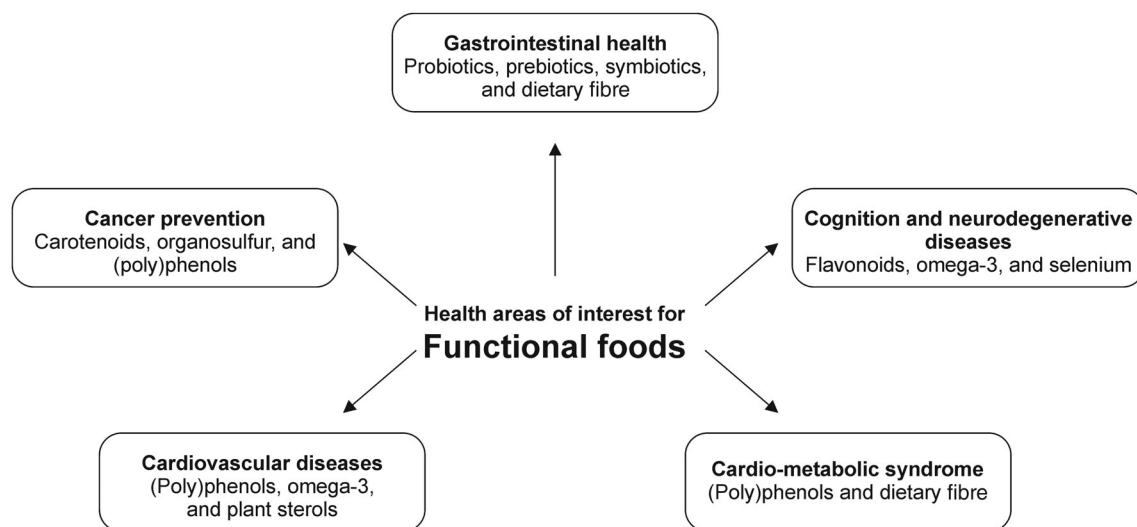 Gastrointestinal health
Probiotics, prebiotics, symbiotics,
and dietary fibre
Cancer prevention
Carotenoids, organosulfur, and
(poly)phenols
Cognition and neurodegenerative
diseases
Flavonoids, omega-3, and selenium
Health areas of interest for
Functional foods
Cardiovascular diseases
(Poly)phenols, omega-3,
and plant sterols
Cardio-metabolic syndrome
(Poly)phenols and dietary fibre